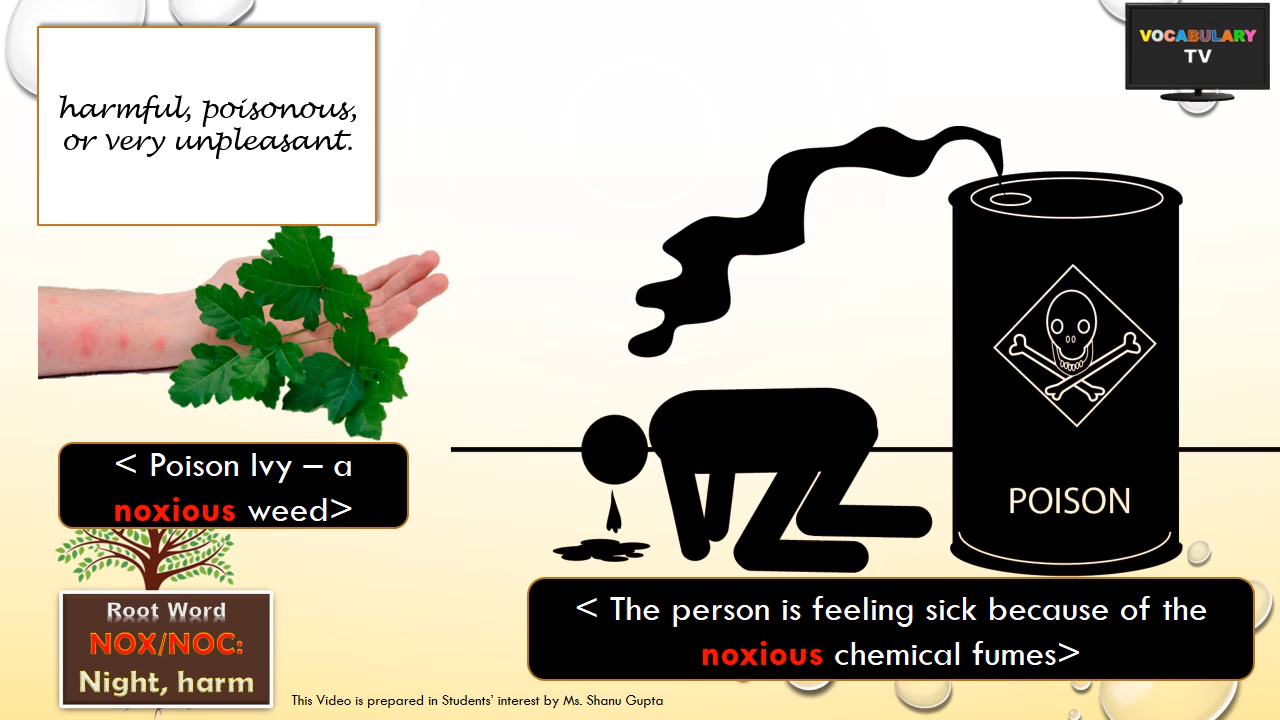 harmful, poisonous,
or very unpleasant.
VOCABULARY
TV
< Poison Ivy – a
noxious weed>
POISON
Root Word
NOX/NOC:
Night, harm
< The person is feeling sick because of the
noxious chemical fumes>
This Video is prepared in Students’ interest by Ms. Shanu Gupta